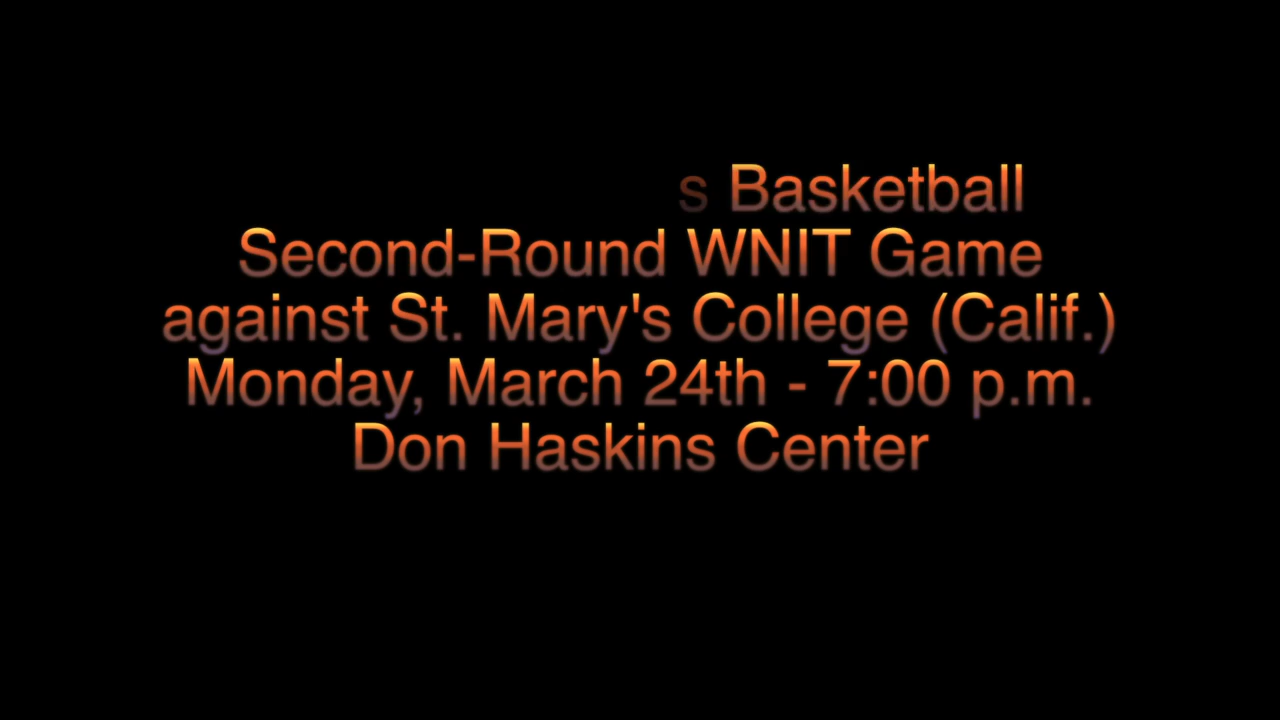 s Basketball
Second-Round WNIT Game
against St. Mary's College (Calif.)
Monday, March 24th - 7:00 p.m.
Don Haskins Center